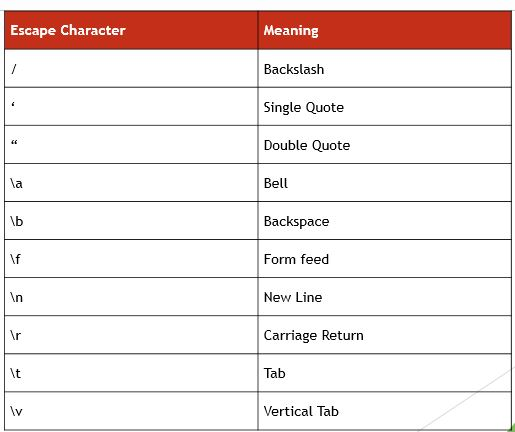 Escape Character Meaning
/ Backslash
‘ Single Quote
“ Double Quote
\a Bell
\b Backspace
\f Form feed
\n New Line
\r Carriage Return
\t Tab
\v Vertical Tab